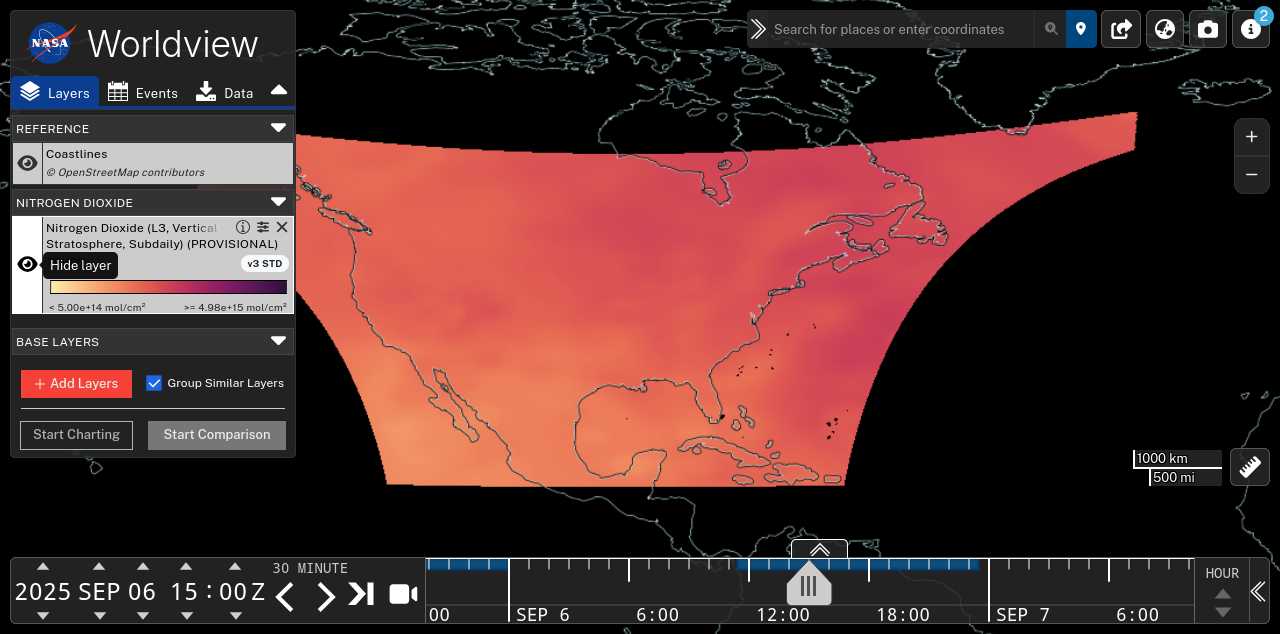 NASA
Worldview
Layers
Events
Data
REFERENCE
Coastlines
© OpenStreetMap contributors
NITROGEN DIOXIDE
Nitrogen Dioxide (L3, Vertical
Stratosphere, Subdaily) (PROVISIONAL)
Hide layer
v3 STD
< 5.00e+14 mol/cm²
>= 4.98e+15 mol/cm²
BASE LAYERS
+ Add Layers
Group Similar Layers
Start Charting
Start Comparison
Search for places or enter coordinates
2
+
−
1000 km
500 mi
2025 SEP 06 15:00Z
30 MINUTE
00
SEP 6
6:00
12:00
18:00
SEP 7
6:00
HOUR